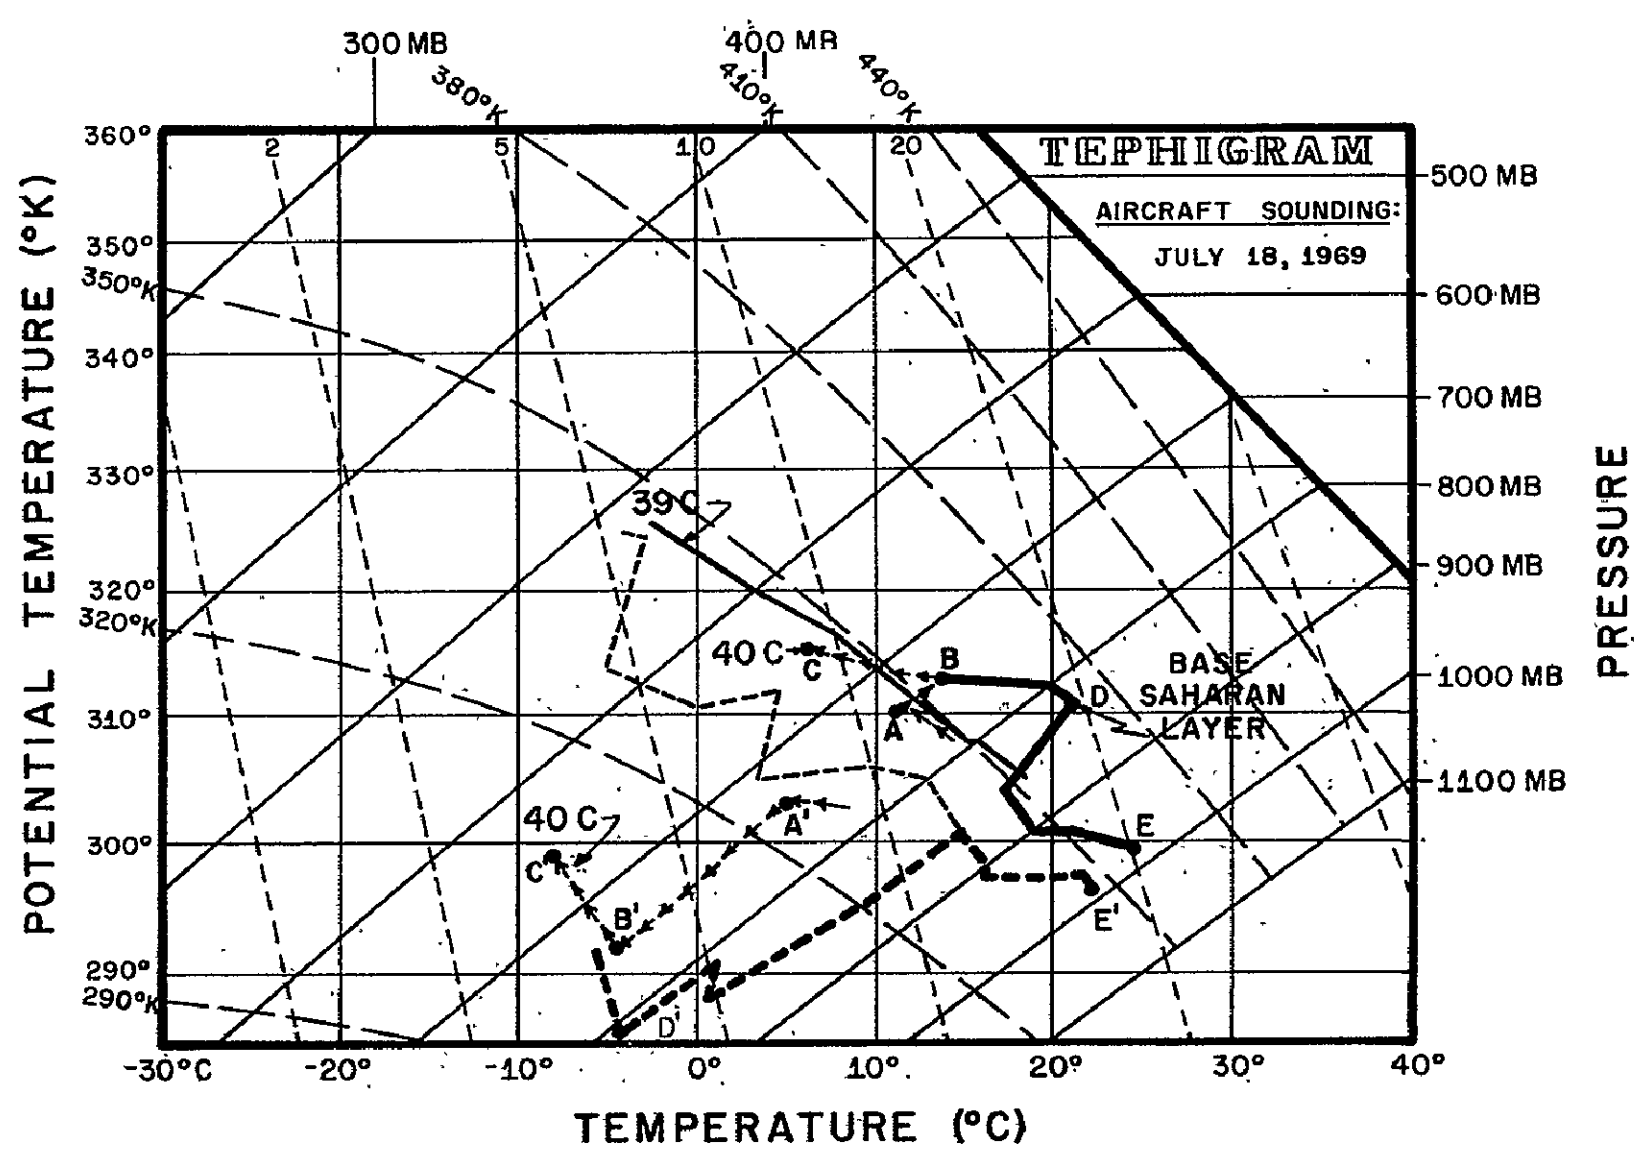 300 MB
400 MB
380°K
410°K
440°K
360°
2
5
10
20
TEPHIGRAM
500 MB
AIRCRAFT SOUNDING:
350°
JULY 18, 1969
350°K
600 MB
340°
700 MB
330°
800 MB
39 C
900 MB
320°
320°K
40 C
C
B
BASE
SAHARAN
LAYER
D
1000 MB
310°
A
1100 MB
A'
40 C
E
300°
C
B'
E'
290°
290°K
D'
-30°C
-20°
-10°
0°
10°
20°
30°
40°
TEMPERATURE (°C)
POTENTIAL TEMPERATURE (°K)
PRESSURE